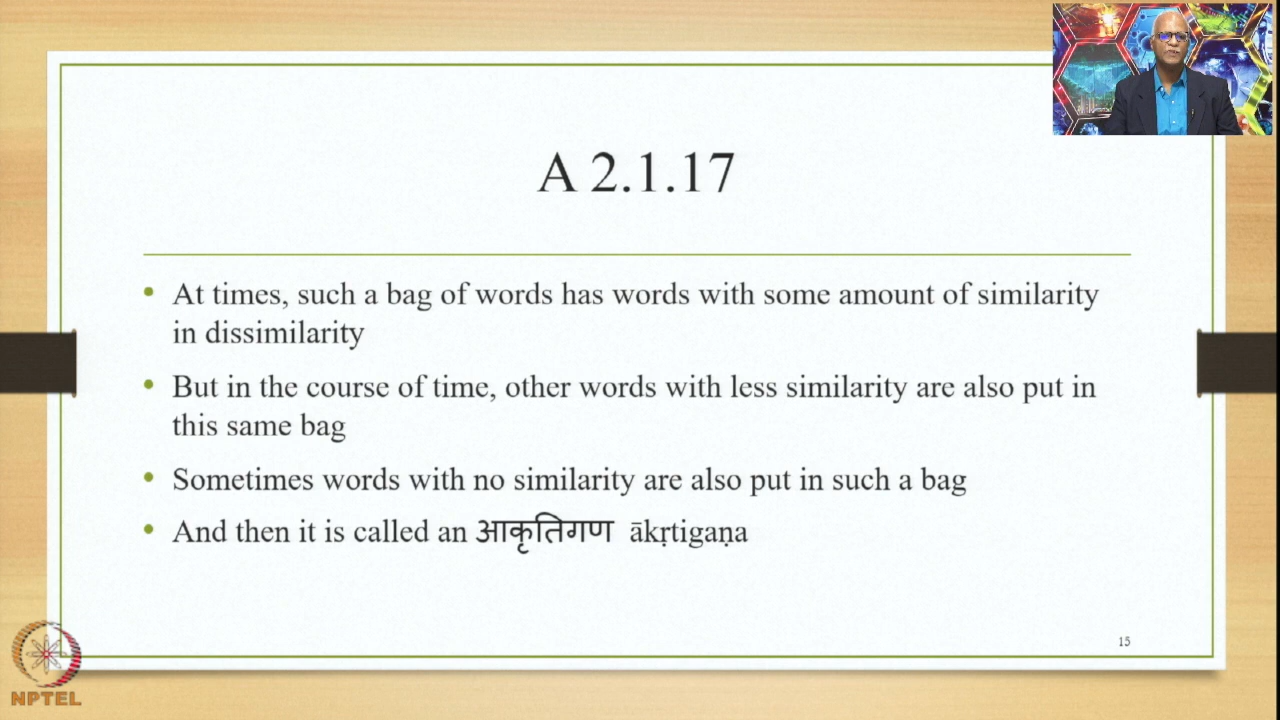 A 2.1.17
• At times, such a bag of words has words with some amount of similarity
in dissimilarity
• But in the course of time, other words with less similarity are also put in
this same bag
• Sometimes words with no similarity are also put in such a bag
• And then it is called an आकृतिगण ākṛtigaṇa
15
NPTEL